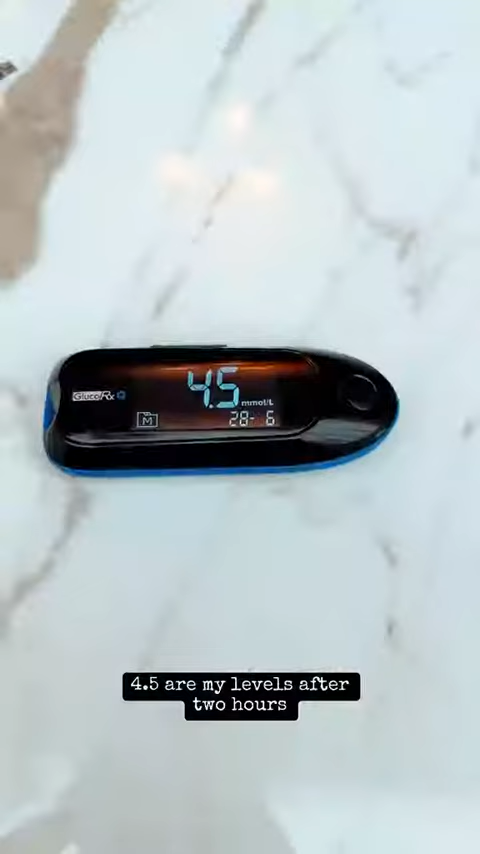 4.5 mmol/L
GlucoRx Q
M 28- 6
4.5 are my levels after
two hours